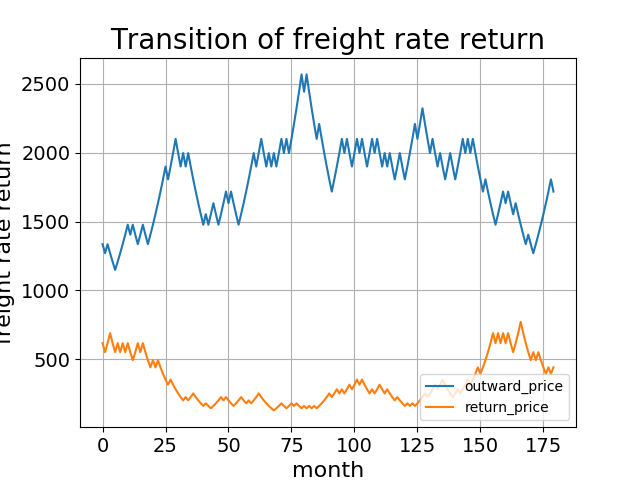 Transition of freight rate return
freight rate return
2500
2000
1500
1000
500
0
25
50
75
100
125
150
175
month
outward_price
return_price